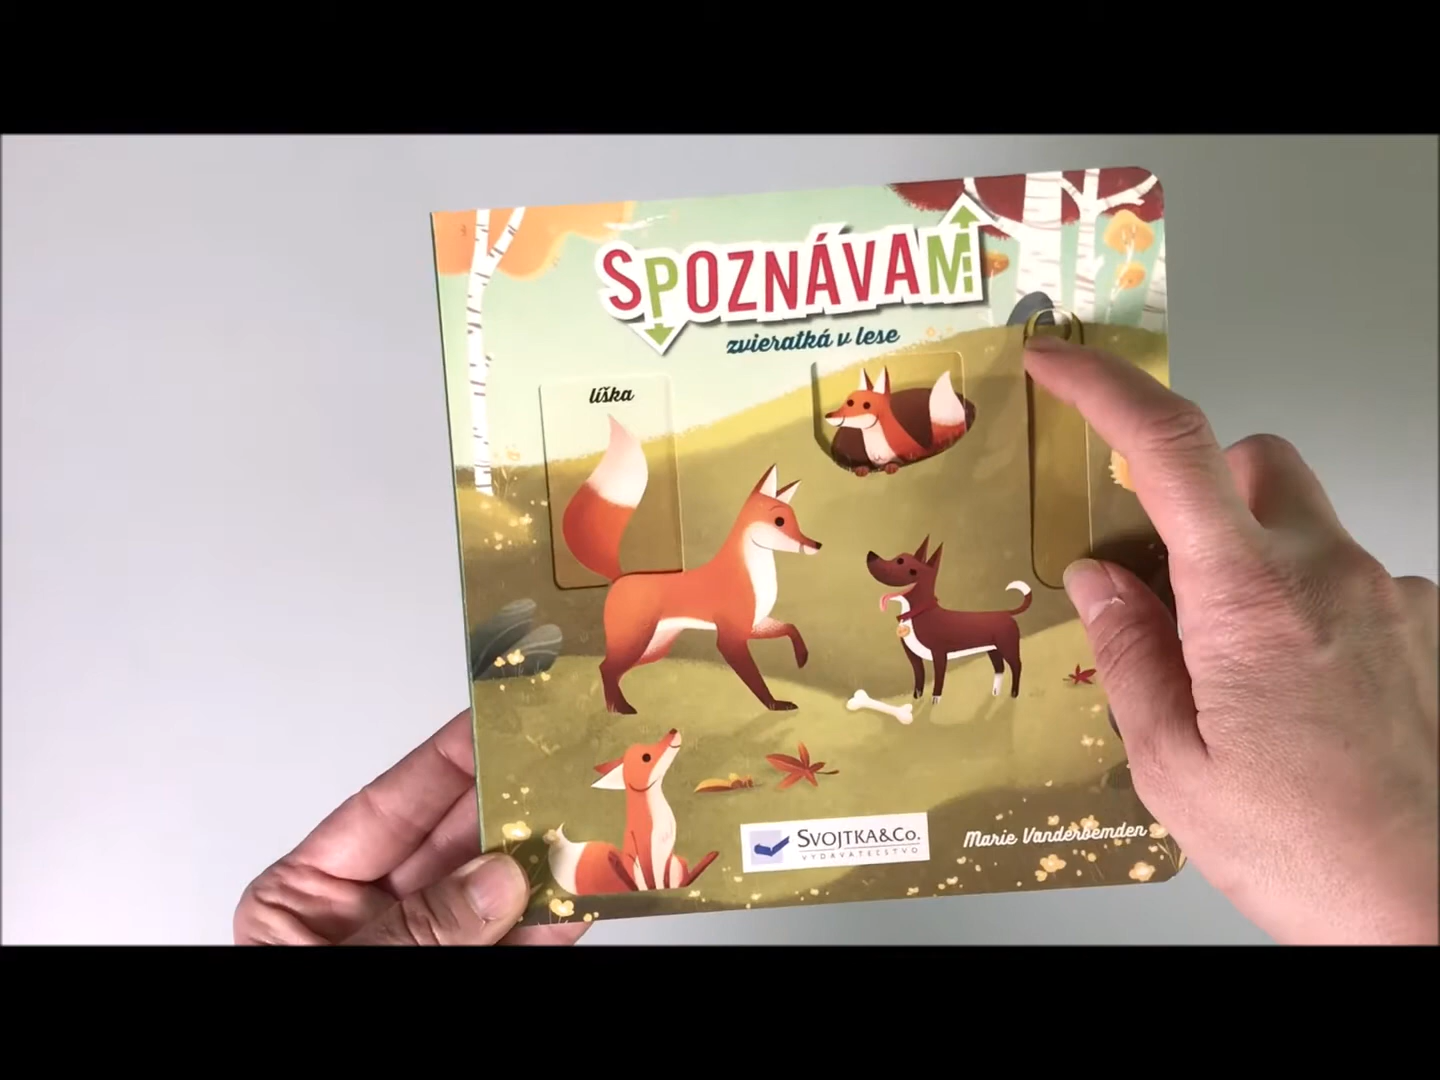 SPOZNÁVAM
zvieratká v lese
líška
SVOJTKA&CO.
VYDAVATEĽSTVO
Marie Vanderbemden